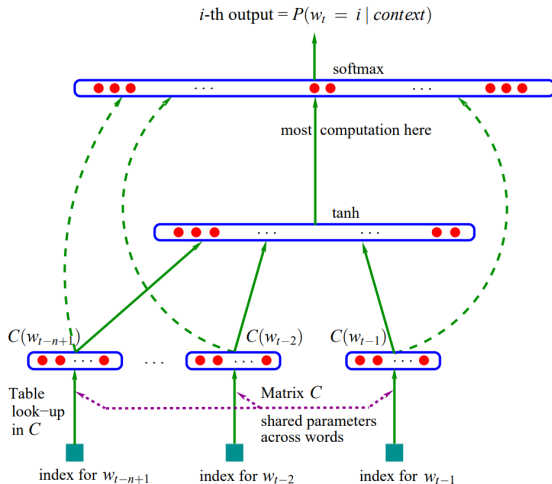 i-th output = P(w_t = i | context)
softmax
... ...
most computation here
tanh
... ...
C(w_{t−n+1}) C(w_{t−2}) C(w_{t−1})
... ... ... ...
Table look−up in C
Matrix C
shared parameters across words
index for w_{t−n+1} index for w_{t−2} index for w_{t−1}